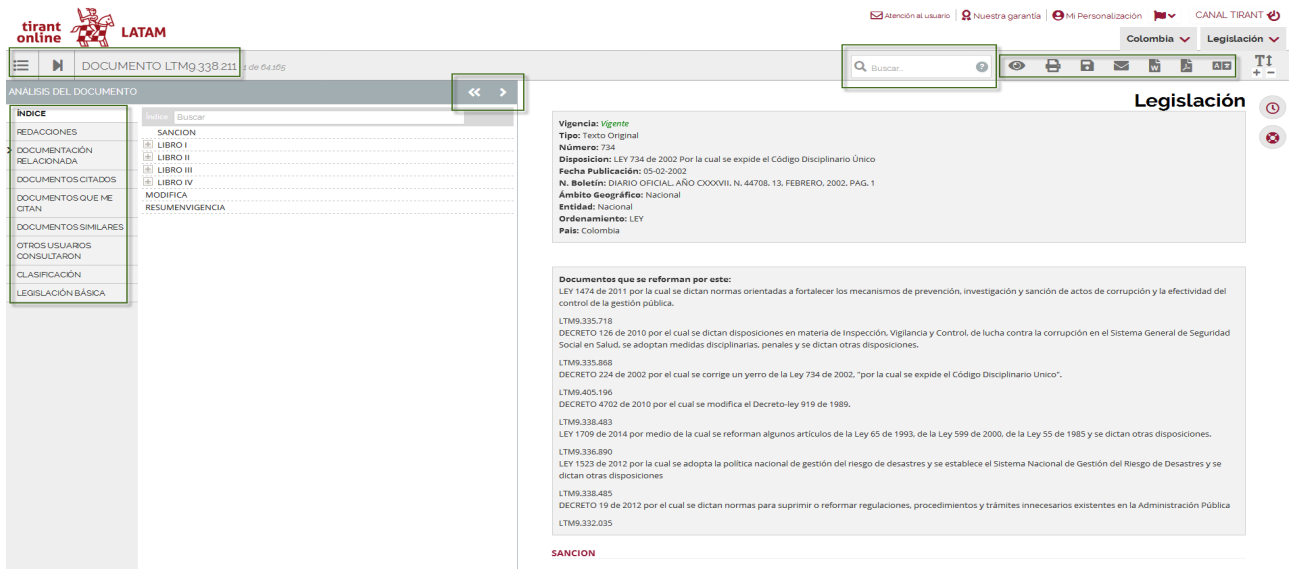 Atención al usuario
Nuestra garantía
Mi Personalización
CANAL TIRANT
tirant
online
LATAM
Colombia
Legislación
DOCUMENTO LTM9.338.211
1 de 64.165
Buscar...
ANÁLISIS DEL DOCUMENTO
Legislación
ÍNDICE
REDACCIONES
DOCUMENTACIÓN
RELACIONADA
DOCUMENTOS CITADOS
DOCUMENTOS QUE ME
CITAN
DOCUMENTOS SIMILARES
OTROS USUARIOS
CONSULTARON
CLASIFICACIÓN
LEGISLACIÓN BÁSICA
Índice Buscar
SANCION
LIBRO I
LIBRO II
LIBRO III
LIBRO IV
MODIFICA
RESUMENVIGENCIA
Vigencia: Vigente
Tipo: Texto Original
Número: 734
Disposicion: LEY 734 de 2002 Por la cual se expide el Código Disciplinario Único
Fecha Publicación: 05-02-2002
N. Boletín: DIARIO OFICIAL. AÑO CXXXVII. N. 44708. 13, FEBRERO, 2002. PAG. 1
Ámbito Geográfico: Nacional
Entidad: Nacional
Ordenamiento: LEY
Pais: Colombia
Documentos que se reforman por este:
LEY 1474 de 2011 por la cual se dictan normas orientadas a fortalecer los mecanismos de prevención, investigación y sanción de actos de corrupción y la efectividad del
control de la gestión pública.
LTM9.335.718
DECRETO 126 de 2010 por el cual se dictan disposiciones en materia de Inspección, Vigilancia y Control, de lucha contra la corrupción en el Sistema General de Seguridad
Social en Salud, se adoptan medidas disciplinarias, penales y se dictan otras disposiciones.
LTM9.335.868
DECRETO 224 de 2002 por el cual se corrige un yerro de la Ley 734 de 2002, "por la cual se expide el Código Disciplinario Unico".
LTM9.405.196
DECRETO 4702 de 2010 por el cual se modifica el Decreto-ley 919 de 1989.
LTM9.338.483
LEY 1709 de 2014 por medio de la cual se reforman algunos artículos de la Ley 65 de 1993, de la Ley 599 de 2000, de la Ley 55 de 1985 y se dictan otras disposiciones.
LTM9.336.890
LEY 1523 de 2012 por la cual se adopta la política nacional de gestión del riesgo de desastres y se establece el Sistema Nacional de Gestión del Riesgo de Desastres y se
dictan otras disposiciones
LTM9.338.485
DECRETO 19 de 2012 por el cual se dictan normas para suprimir o reformar regulaciones, procedimientos y trámites innecesarios existentes en la Administración Pública
LTM9.332.035
SANCION